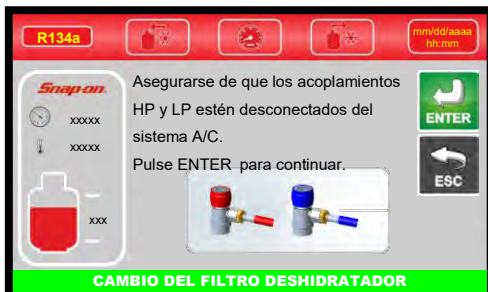 R134a
mm/dd/aaaa
hh:mm
Snap-on
xxxxx
xxxxx
xxx
Asegurarse de que los acoplamientos
HP y LP estén desconectados del
sistema A/C.
Pulse ENTER para continuar.
ENTER
ESC
CAMBIO DEL FILTRO DESHIDRATADOR